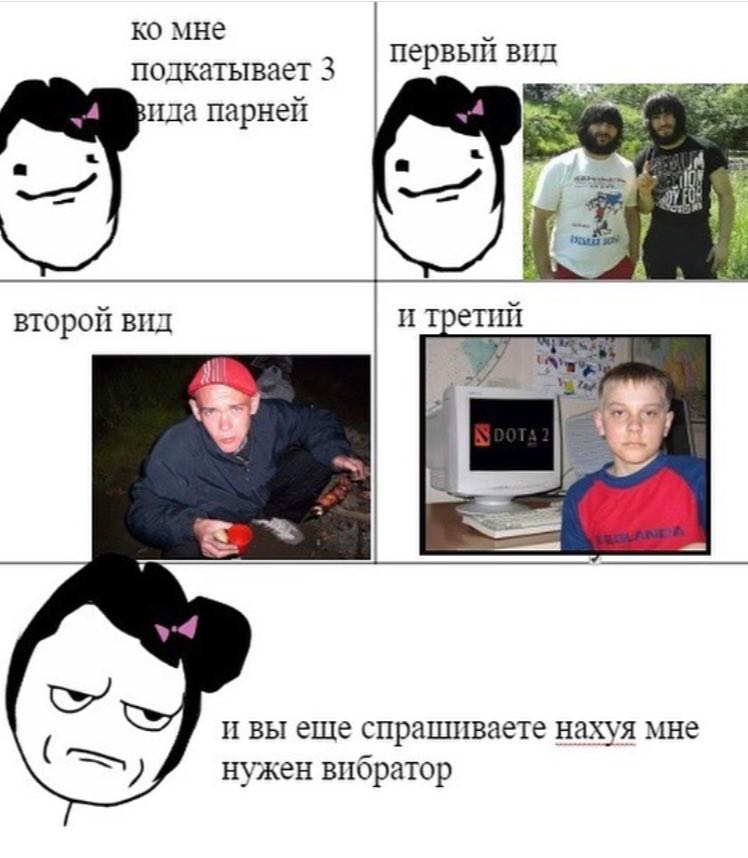 ко мне
подкатывает 3
вида парней
первый вид
второй вид
и третий
DOTA 2
и вы еще спрашиваете нахуя мне
нужен вибратор